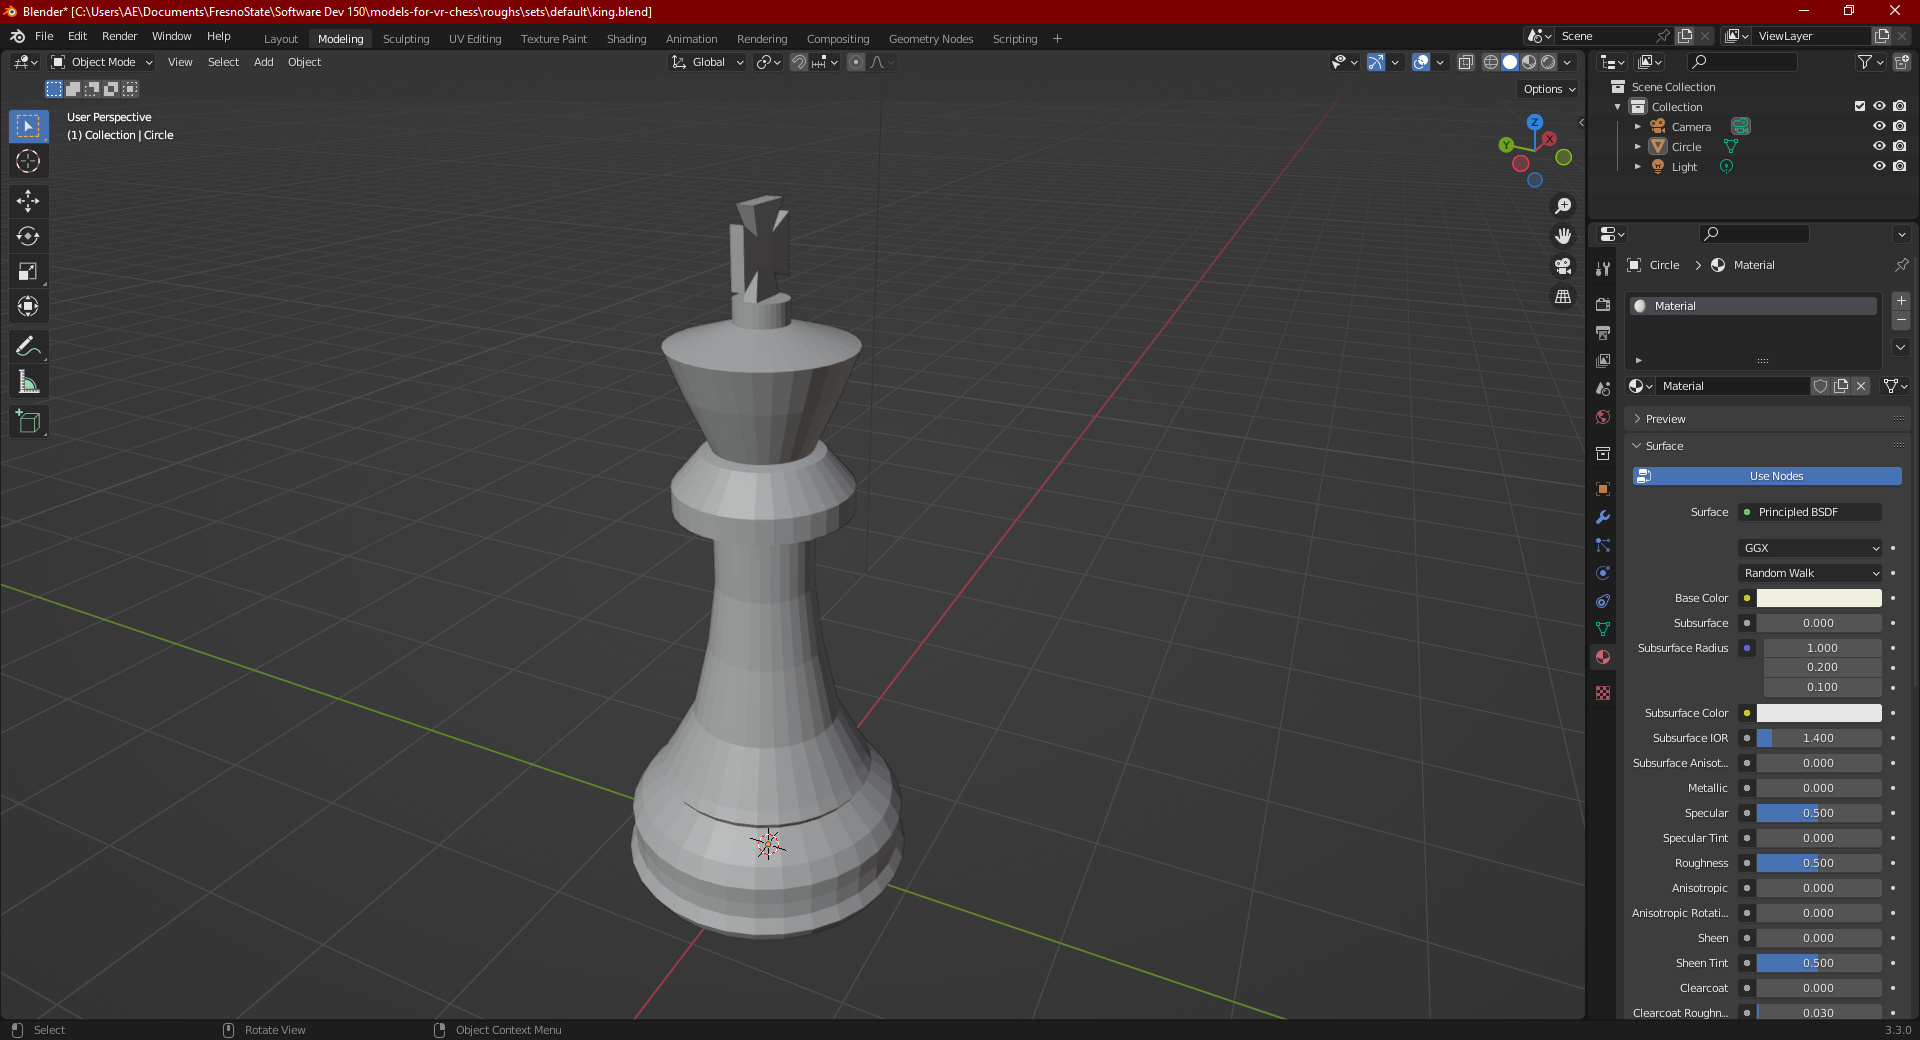 Blender* [C:\Users\AE\Documents\FresnoState\Software Dev 150\models-for-vr-chess\roughs\sets\default\king.blend]
File Edit Render Window Help Layout Modeling Sculpting UV Editing Texture Paint Shading Animation Rendering Compositing Geometry Nodes Scripting + Scene ViewLayer
Object Mode View Select Add Object Global
Options
User Perspective
(1) Collection | Circle
Z
X
Y
Scene Collection
Collection
Camera
Circle
Light
Circle > Material
Material
Material
Preview
Surface
Use Nodes
Surface Principled BSDF
GGX
Random Walk
Base Color
Subsurface 0.000
Subsurface Radius 1.000
0.200
0.100
Subsurface Color
Subsurface IOR 1.400
Subsurface Anisot... 0.000
Metallic 0.000
Specular 0.500
Specular Tint 0.000
Roughness 0.500
Anisotropic 0.000
Anisotropic Rotati... 0.000
Sheen 0.000
Sheen Tint 0.500
Clearcoat 0.000
Clearcoat Roughn... 0.030
Select Rotate View Object Context Menu 3.3.0